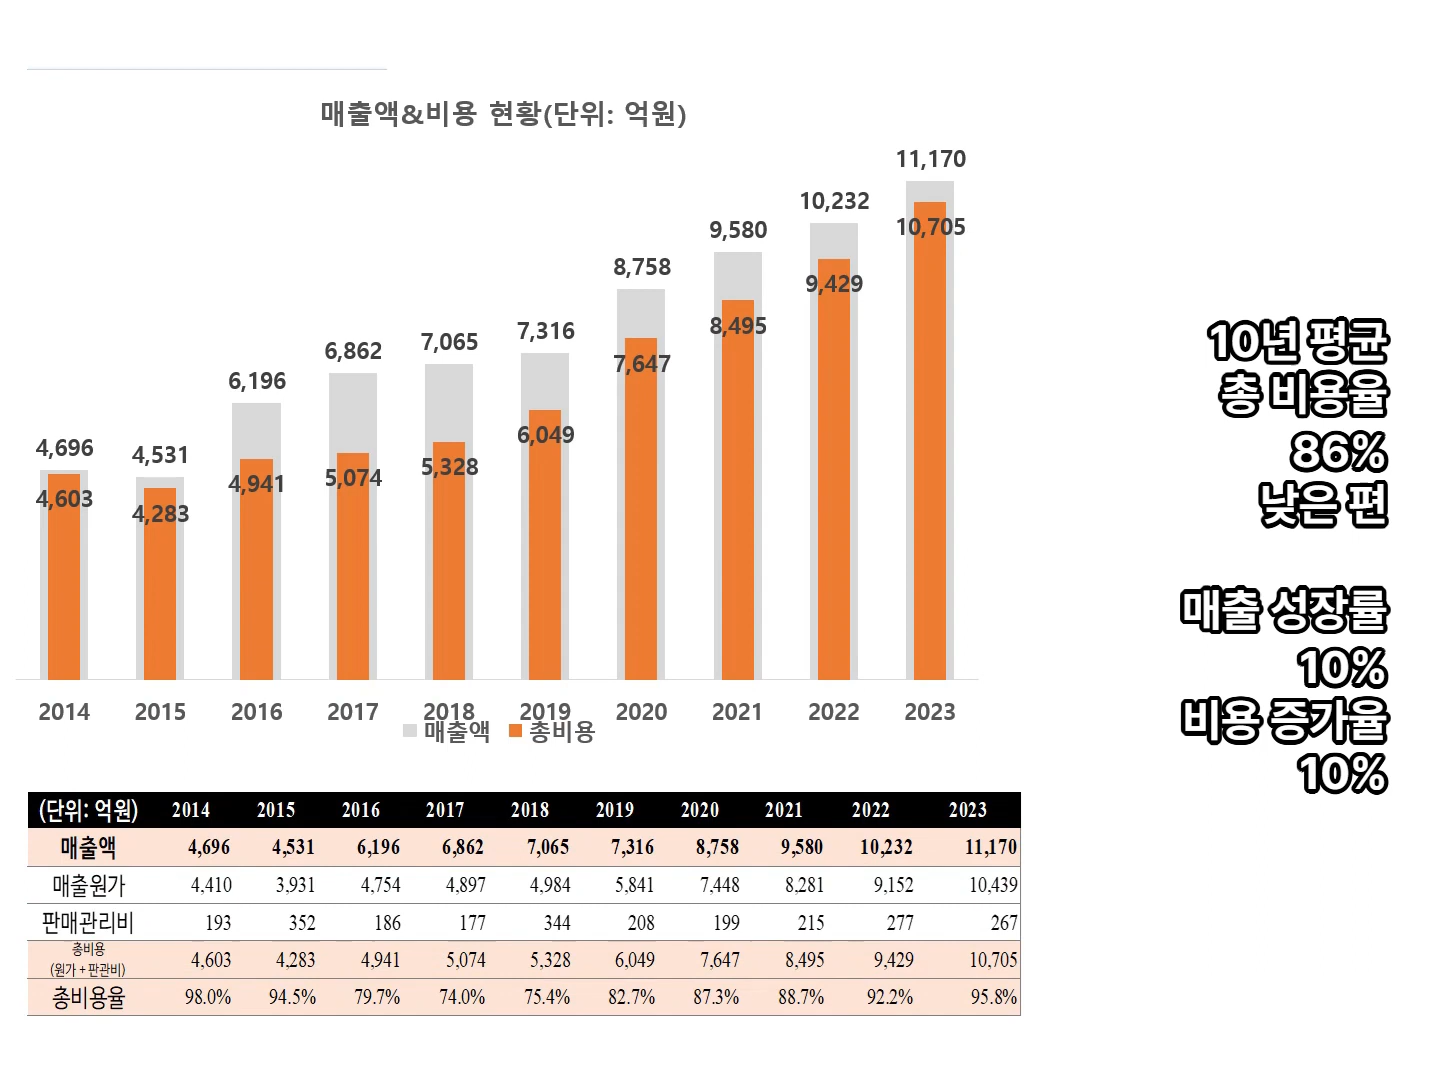 매출액&비용 현황(단위: 억원)
11,170
10,232
10,705
9,580
9,429
8,758
8,495
7,316
7,647
7,065
6,862
6,196
6,049
5,328
5,074
4,941
4,696
4,531
4,603
4,283
2014 2015 2016 2017 2018 2019 2020 2021 2022 2023
매출액 총비용
10년 평균
총 비용율
86%
낮은 편
매출 성장률
10%
비용 증가율
10%
(단위: 억원) 2014 2015 2016 2017 2018 2019 2020 2021 2022 2023
매출액 4,696 4,531 6,196 6,862 7,065 7,316 8,758 9,580 10,232 11,170
매출원가 4,410 3,931 4,754 4,897 4,984 5,841 7,448 8,281 9,152 10,439
판매관리비 193 352 186 177 344 208 199 215 277 267
총비용
(원가 + 판관비) 4,603 4,283 4,941 5,074 5,328 6,049 7,647 8,495 9,429 10,705
총비용율 98.0% 94.5% 79.7% 74.0% 75.4% 82.7% 87.3% 88.7% 92.2% 95.8%